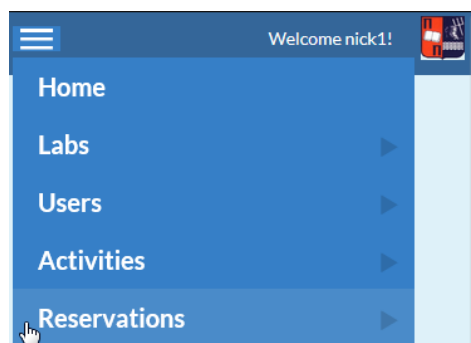 Welcome nick1!
Home
Labs
Users
Activities
Reservations